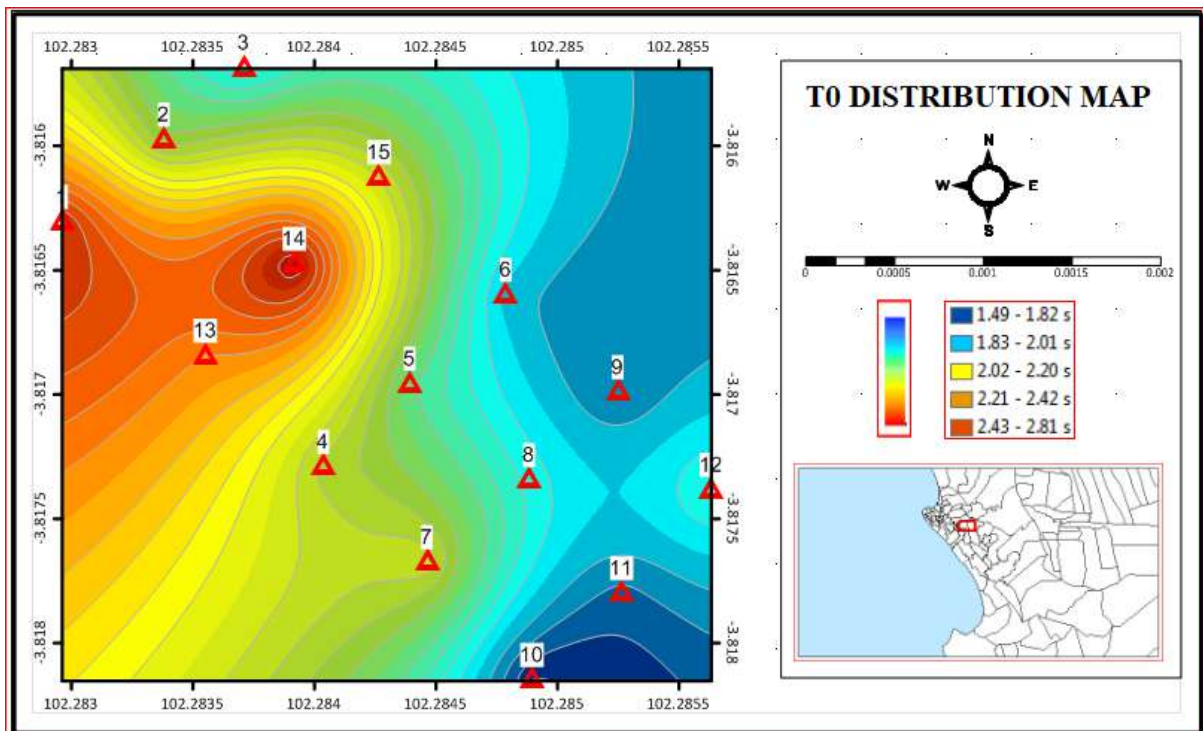 102.283 102.2835 102.284 102.2845 102.285 102.2855
3
2
15
1
14
6
13
5
9
4
8
12
7
11
10
-3.816
-3.8165
-3.817
-3.8175
-3.818
-3.816
-3.8165
-3.817
-3.8175
-3.818
102.283 102.2835 102.284 102.2845 102.285 102.2855
T0 DISTRIBUTION MAP
N
W E
S
0 0.0005 0.001 0.0015 0.002
1.49 - 1.82 s
1.83 - 2.01 s
2.02 - 2.20 s
2.21 - 2.42 s
2.43 - 2.81 s